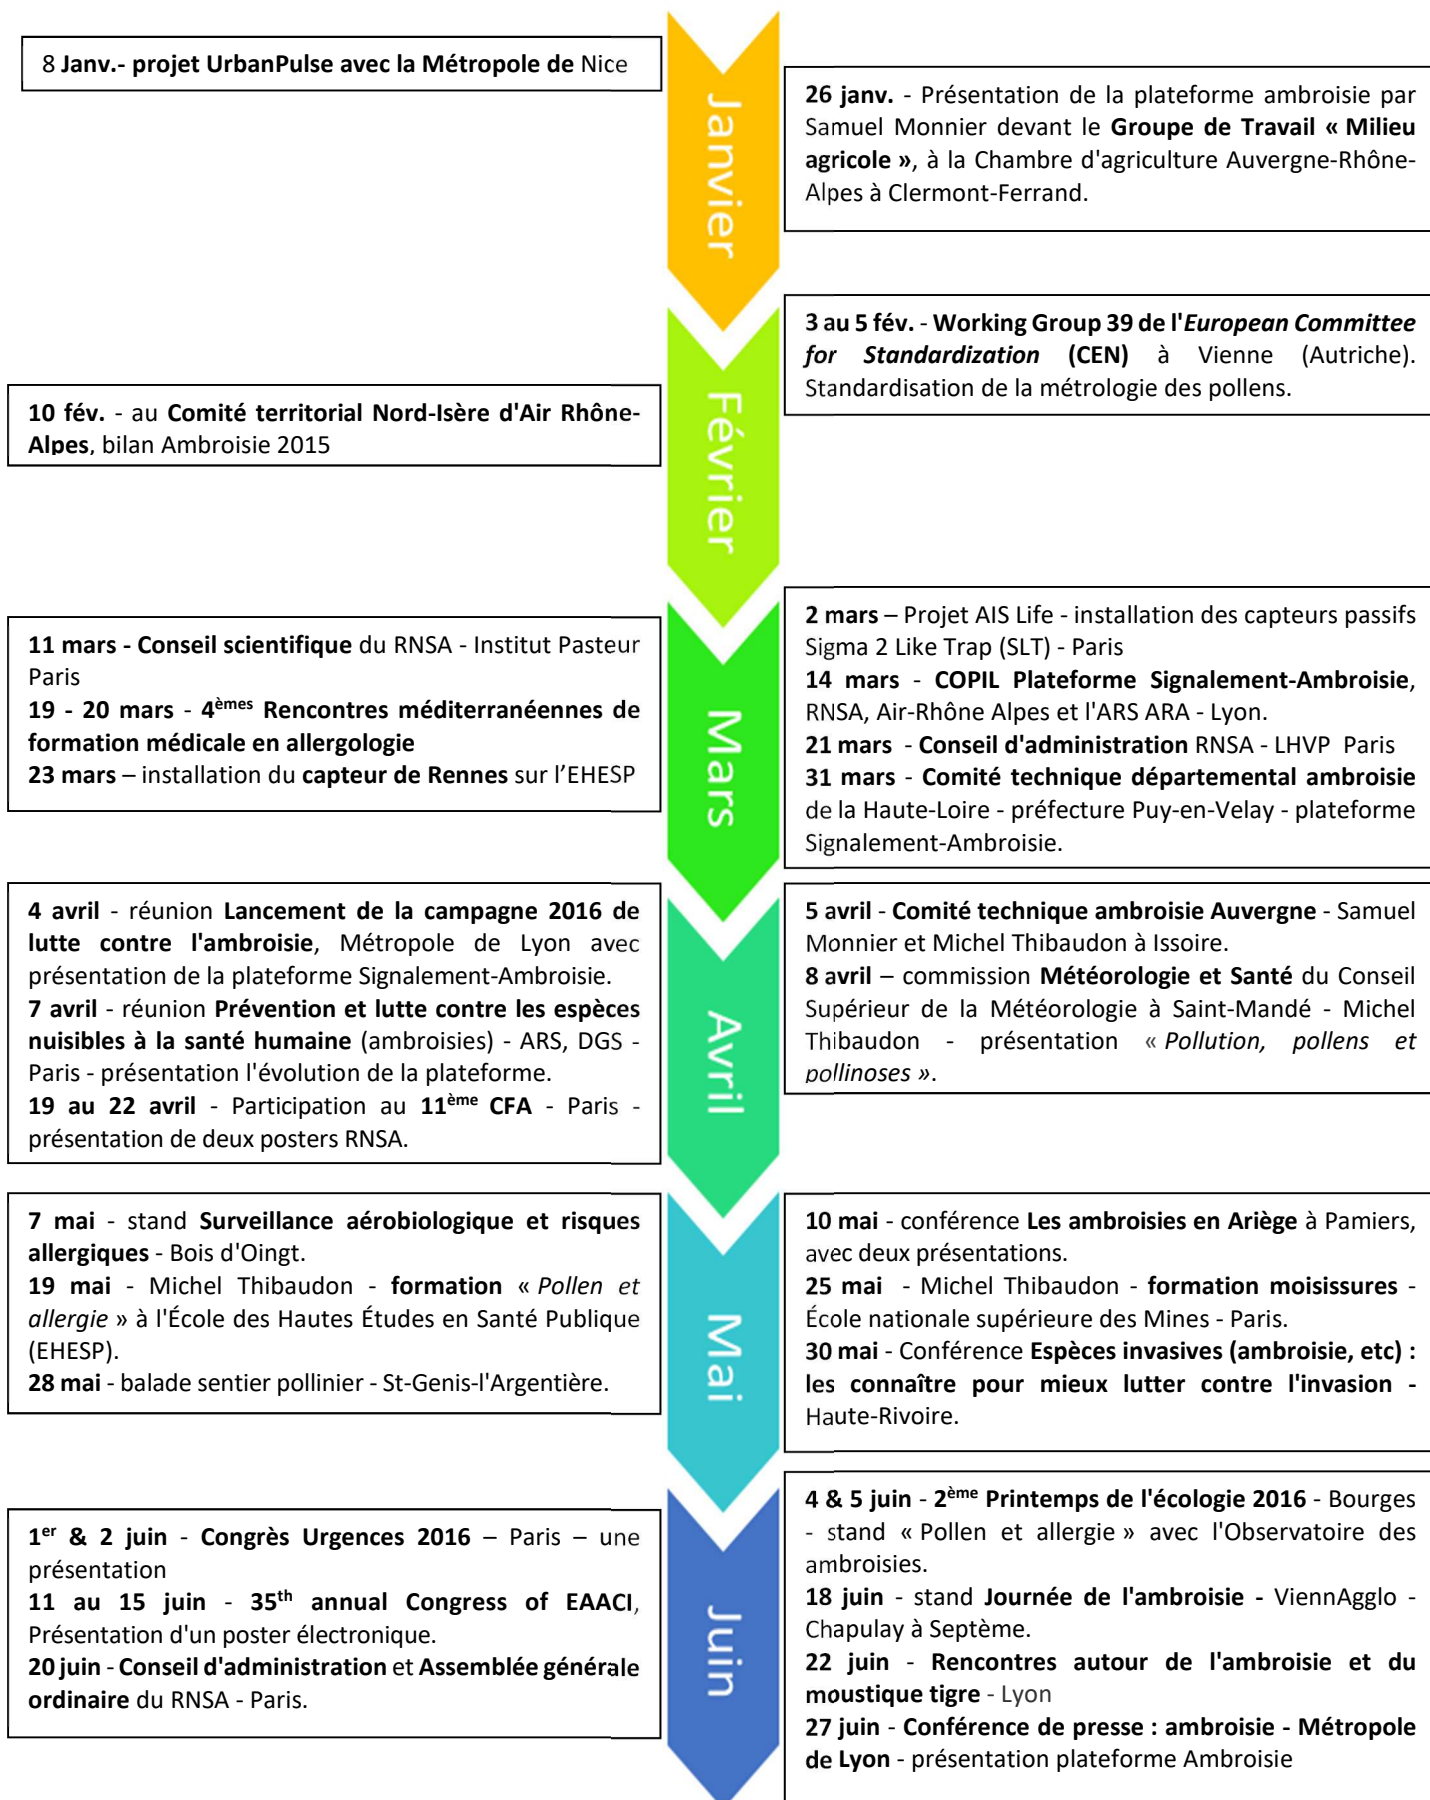 8 Janv.- projet UrbanPulse avec la Métropole de Nice
Janvier
26 janv. - Présentation de la plateforme ambroisie par
Samuel Monnier devant le Groupe de Travail « Milieu
agricole », à la Chambre d'agriculture Auvergne-Rhône-
Alpes à Clermont-Ferrand.
Février
3 au 5 fév. - Working Group 39 de l'European Committee
for Standardization (CEN) à Vienne (Autriche).
Standardisation de la métrologie des pollens.
10 fév. - au Comité territorial Nord-Isère d'Air Rhône-
Alpes, bilan Ambroisie 2015
Mars
11 mars - Conseil scientifique du RNSA - Institut Pasteur
Paris
19 - 20 mars - 4èmes Rencontres méditerranéennes de
formation médicale en allergologie
23 mars – installation du capteur de Rennes sur l’EHESP
2 mars – Projet AIS Life - installation des capteurs passifs
Sigma 2 Like Trap (SLT) - Paris
14 mars - COPIL Plateforme Signalement-Ambroisie,
RNSA, Air-Rhône Alpes et l'ARS ARA - Lyon.
21 mars - Conseil d'administration RNSA - LHVP Paris
31 mars - Comité technique départemental ambroisie
de la Haute-Loire - préfecture Puy-en-Velay - plateforme
Signalement-Ambroisie.
Avril
4 avril - réunion Lancement de la campagne 2016 de
lutte contre l'ambroisie, Métropole de Lyon avec
présentation de la plateforme Signalement-Ambroisie.
7 avril - réunion Prévention et lutte contre les espèces
nuisibles à la santé humaine (ambroisies) - ARS, DGS -
Paris - présentation l'évolution de la plateforme.
19 au 22 avril - Participation au 11ème CFA - Paris -
présentation de deux posters RNSA.
5 avril - Comité technique ambroisie Auvergne - Samuel
Monnier et Michel Thibaudon à Issoire.
8 avril – commission Météorologie et Santé du Conseil
Supérieur de la Météorologie à Saint-Mandé - Michel
Thibaudon - présentation « Pollution, pollens et
pollinoses ».
Mai
7 mai - stand Surveillance aérobiologique et risques
allergiques - Bois d'Oingt.
19 mai - Michel Thibaudon - formation « Pollen et
allergie » à l'École des Hautes Études en Santé Publique
(EHESP).
28 mai - balade sentier pollinier - St-Genis-l'Argentière.
10 mai - conférence Les ambroisies en Ariège à Pamiers,
avec deux présentations.
25 mai - Michel Thibaudon - formation moisissures -
École nationale supérieure des Mines - Paris.
30 mai - Conférence Espèces invasives (ambroisie, etc) :
les connaître pour mieux lutter contre l'invasion -
Haute-Rivoire.
Juin
1er & 2 juin - Congrès Urgences 2016 – Paris – une
présentation
11 au 15 juin - 35th annual Congress of EAACI,
Présentation d'un poster électronique.
20 juin - Conseil d'administration et Assemblée générale
ordinaire du RNSA - Paris.
4 & 5 juin - 2ème Printemps de l'écologie 2016 - Bourges
- stand « Pollen et allergie » avec l'Observatoire des
ambroisies.
18 juin - stand Journée de l'ambroisie - ViennAgglo -
Chapulay à Septème.
22 juin - Rencontres autour de l'ambroisie et du
moustique tigre - Lyon
27 juin - Conférence de presse : ambroisie - Métropole
de Lyon - présentation plateforme Ambroisie